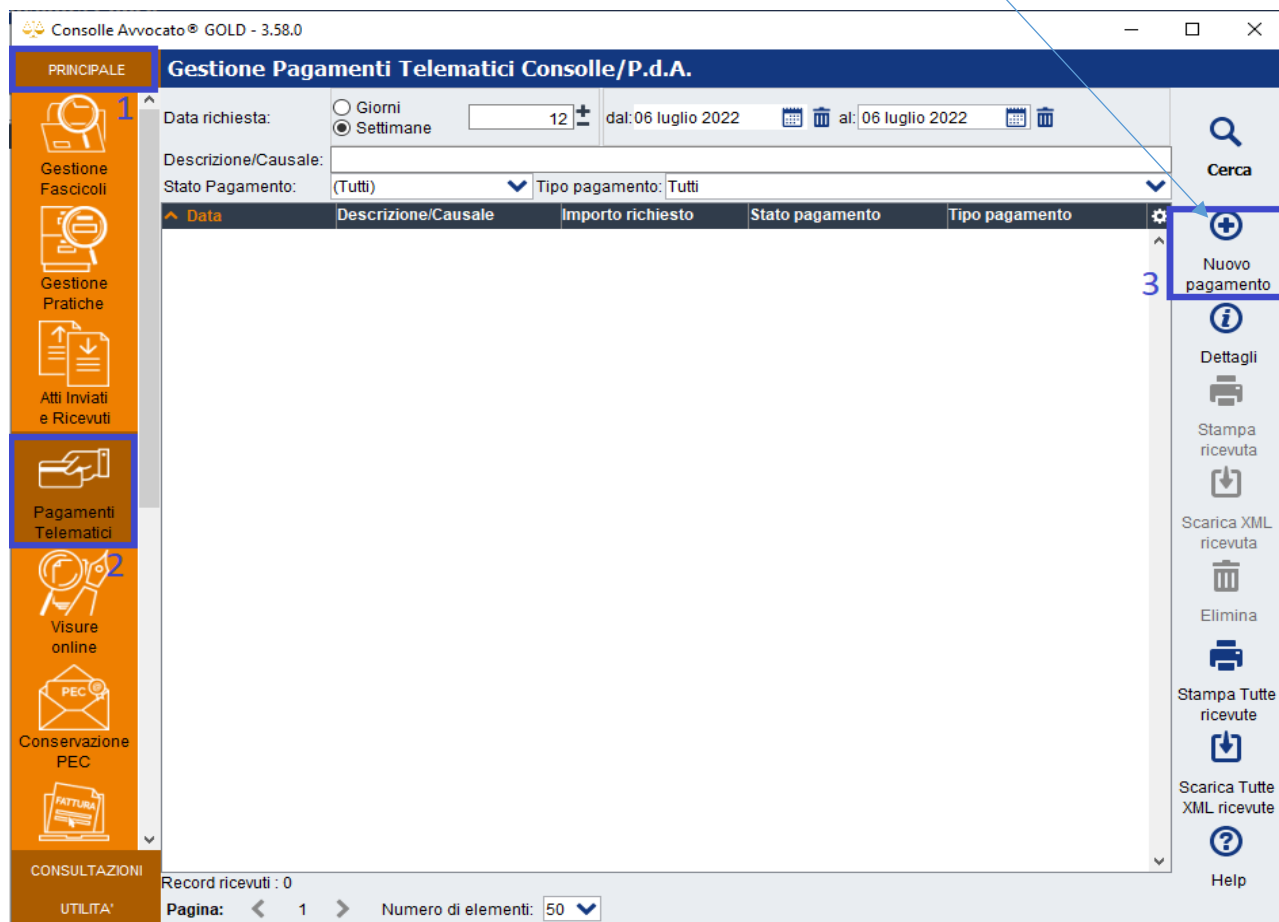 Consolle Avvocato® GOLD - 3.58.0
PRINCIPALE
Gestione Pagamenti Telematici Consolle/P.d.A.
1
Gestione
Fascicoli
Gestione
Pratiche
Atti Inviati
e Ricevuti
Pagamenti
Telematici
2
Visure
online
PEC
Conservazione
PEC
FATTURA
CONSULTAZIONI
UTILITA'
Data richiesta:
Giorni
Settimane
12
dal: 06 luglio 2022
al: 06 luglio 2022
Descrizione/Causale:
Stato Pagamento: (Tutti) Tipo pagamento: Tutti
Data Descrizione/Causale Importo richiesto Stato pagamento Tipo pagamento
Record ricevuti : 0
Pagina: 1 Numero di elementi: 50
Cerca
3
Nuovo
pagamento
Dettagli
Stampa
ricevuta
Scarica XML
ricevuta
Elimina
Stampa Tutte
ricevute
Scarica Tutte
XML ricevute
Help